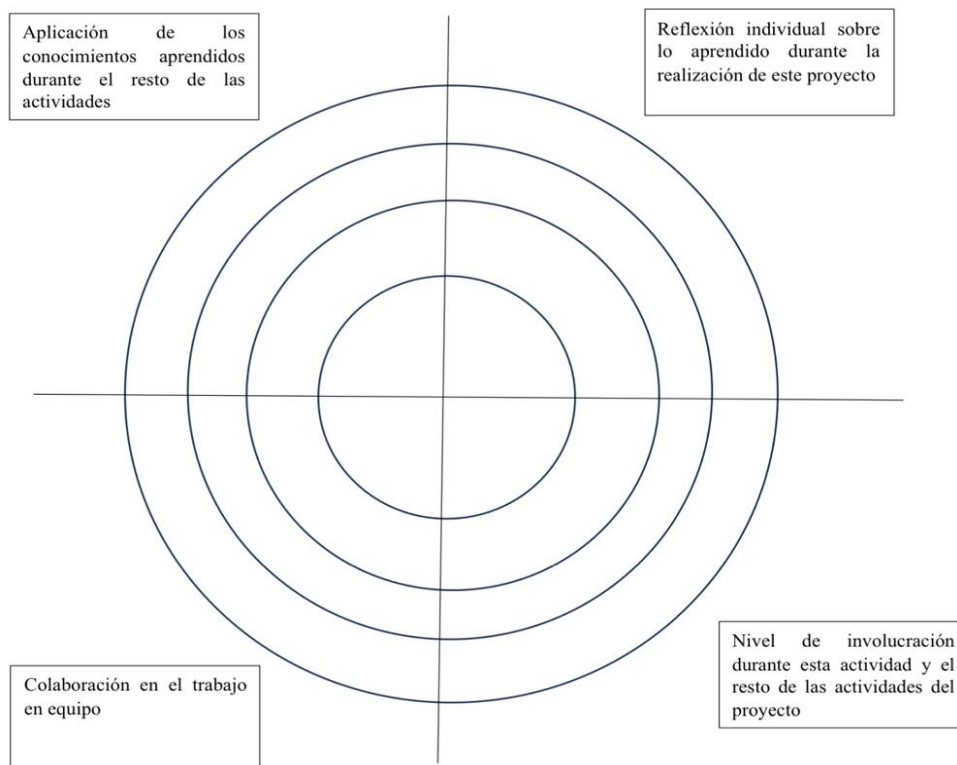 Aplicación de los
conocimientos aprendidos
durante el resto de las
actividades
Reflexión individual sobre
lo aprendido durante la
realización de este proyecto
Colaboración en el trabajo
en equipo
Nivel de involucración
durante esta actividad y el
resto de las actividades del
proyecto